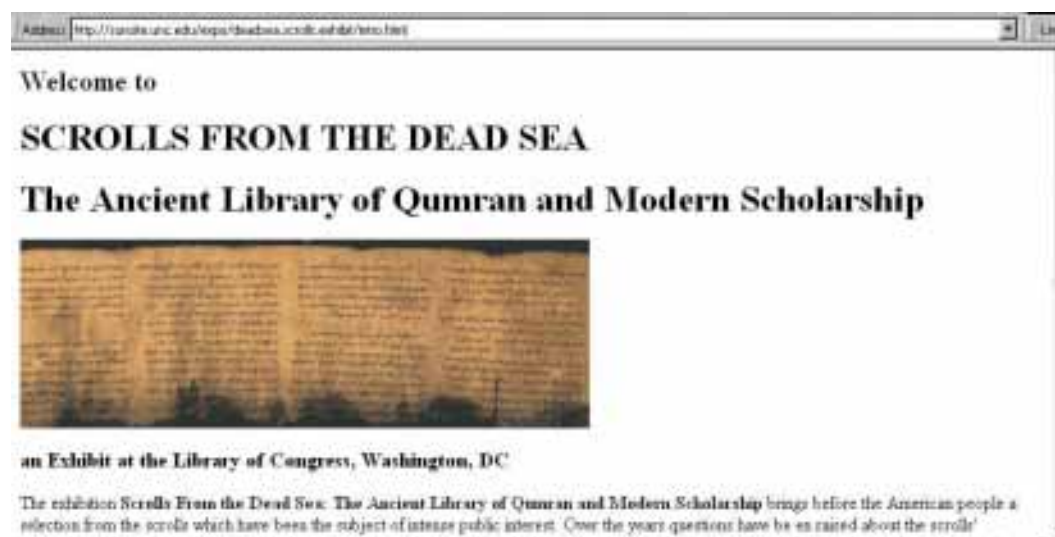 Address http://sunsite.unc.edu/expo/deadsea.scrolls.exhibit/intro.html
Welcome to
SCROLLS FROM THE DEAD SEA
The Ancient Library of Qumran and Modern Scholarship
an Exhibit at the Library of Congress, Washington, DC
The exhibition Scrolls From the Dead Sea: The Ancient Library of Qumran and Modern Scholarship brings before the American people a
selection from the scrolls which have been the subject of intense public interest. Over the years questions have be en raised about the scrolls'